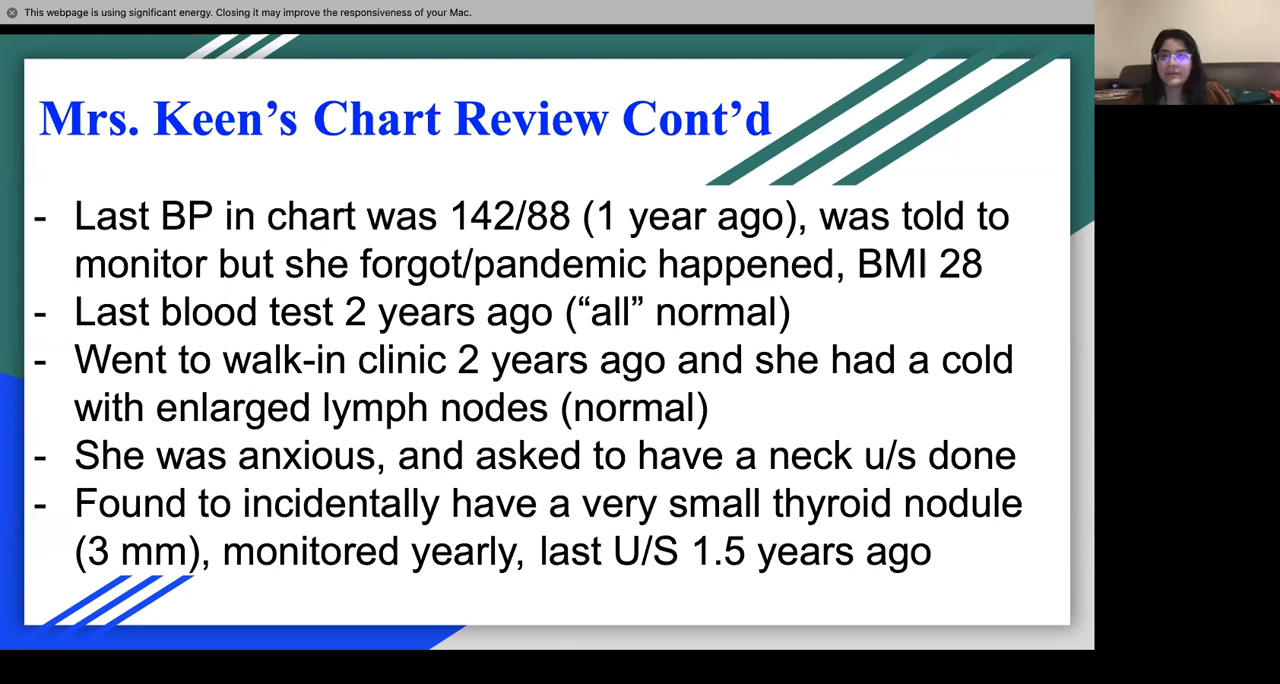 This webpage is using significant energy. Closing it may improve the responsiveness of your Mac.
Mrs. Keen’s Chart Review Cont’d
- Last BP in chart was 142/88 (1 year ago), was told to
monitor but she forgot/pandemic happened, BMI 28
- Last blood test 2 years ago (“all” normal)
- Went to walk-in clinic 2 years ago and she had a cold
with enlarged lymph nodes (normal)
- She was anxious, and asked to have a neck u/s done
- Found to incidentally have a very small thyroid nodule
(3 mm), monitored yearly, last U/S 1.5 years ago